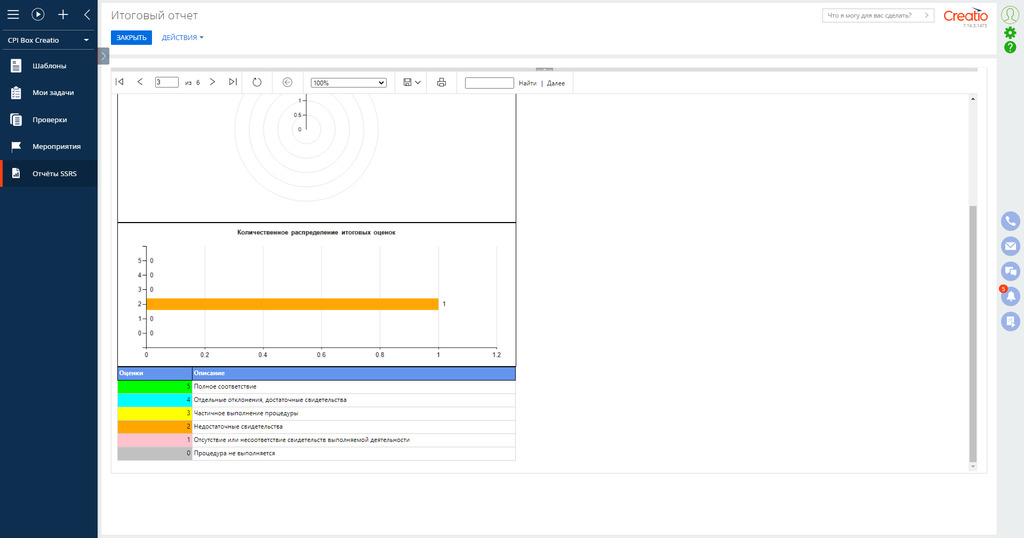 CPI Box Creatio
Шаблоны
Мои задачи
Проверки
Мероприятия
Отчёты SSRS
Итоговый отчет
Что я могу для вас сделать?
Creatio
ЗАКРЫТЬ
ДЕЙСТВИЯ
3 из 6
100%
Найти | Далее
1
0.5
0
Количественное распределение итоговых оценок
5 0
4 0
3 0
2 1
1 0
0 0
0 0.2 0.4 0.6 0.8 1 1.2
Оценки Описание
5 Полное соответствие
4 Отдельные отклонения, достаточные свидетельства
3 Частичное выполнение процедуры
2 Недостаточные свидетельства
1 Отсутствие или несоответствие свидетельств выполняемой деятельности
0 Процедура не выполняется
5